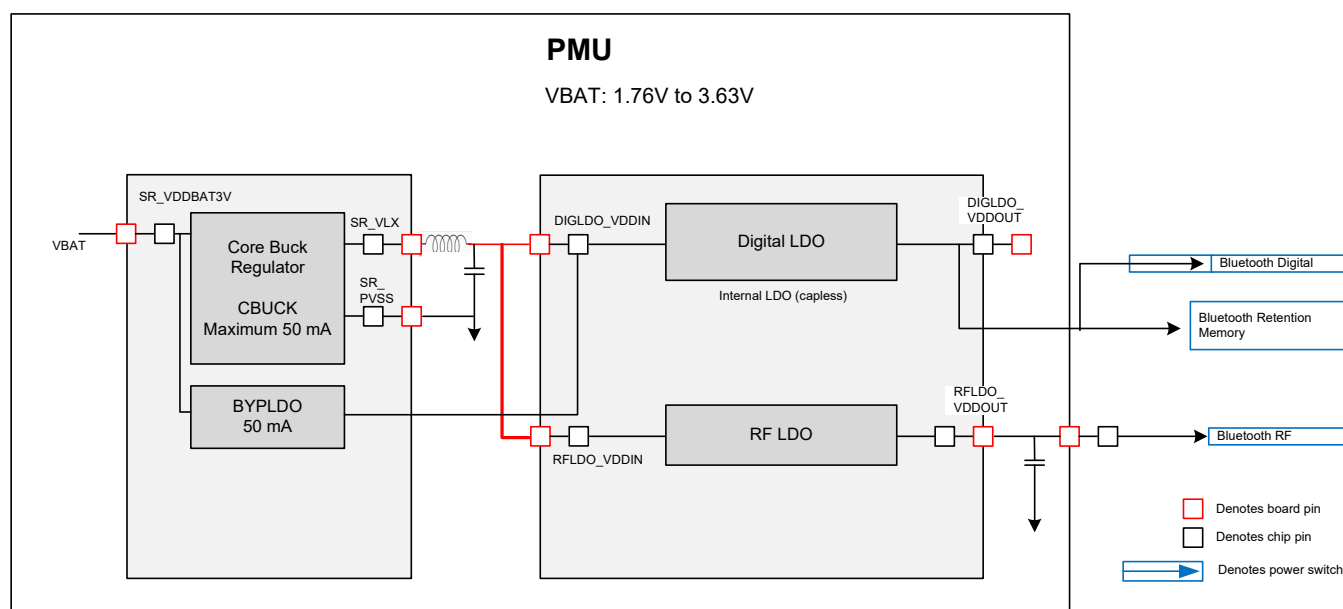 PMU
VBAT: 1.76V to 3.63V
SR_VDDBAT3V
VBAT
Core Buck
Regulator
CBUCK
Maximum 50 mA
SR_VLX
SR_
PVSS
BYPLDO
50 mA
DIGLDO_VDDIN
Digital LDO
Internal LDO (capless)
DIGLDO_
VDDOUT
RFLDO_VDDIN
RF LDO
RFLDO_
VDDOUT
Bluetooth Digital
Bluetooth Retention
Memory
Bluetooth RF
Denotes board pin
Denotes chip pin
Denotes power switch